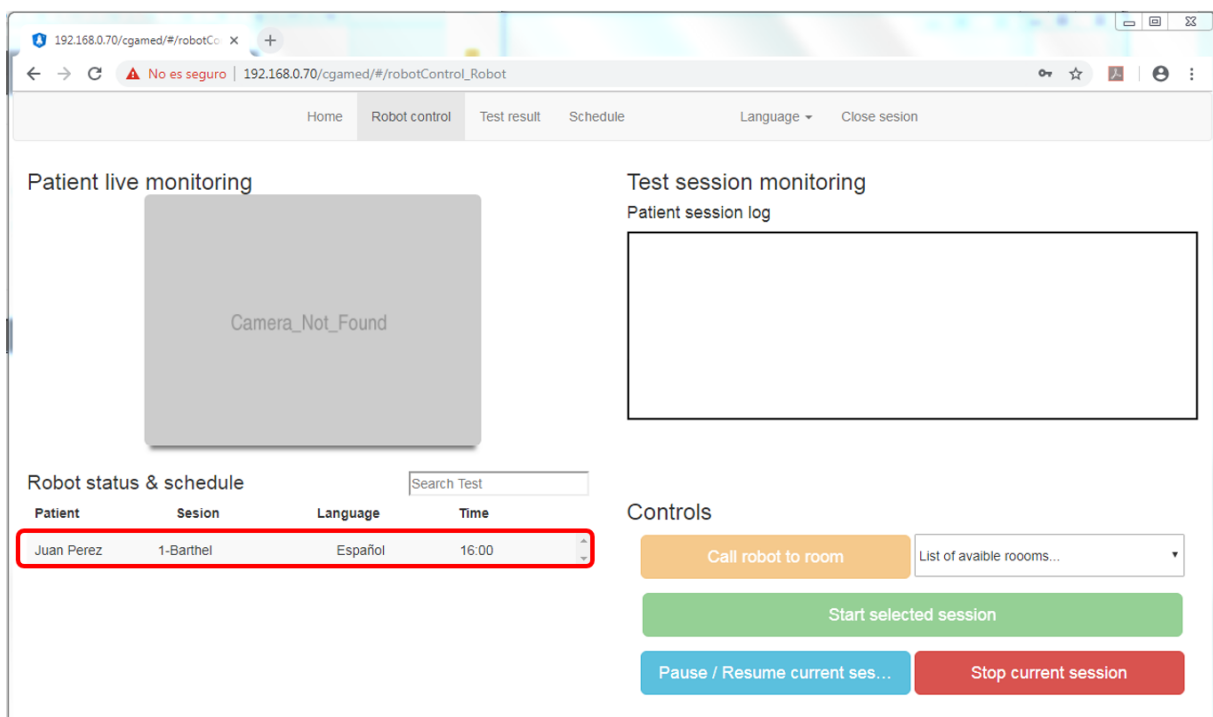 192.168.0.70/cgamed/#/robotCo
No es seguro 192.168.0.70/cgamed/#/robotControl_Robot
Home Robot control Test result Schedule Language Close sesion
Patient live monitoring
Camera_Not_Found
Robot status & schedule
Search Test
Patient Sesion Language Time
Juan Perez 1-Barthel Español 16:00
Test session monitoring
Patient session log
Controls
Call robot to room List of avaible roooms...
Start selected session
Pause / Resume current ses... Stop current session